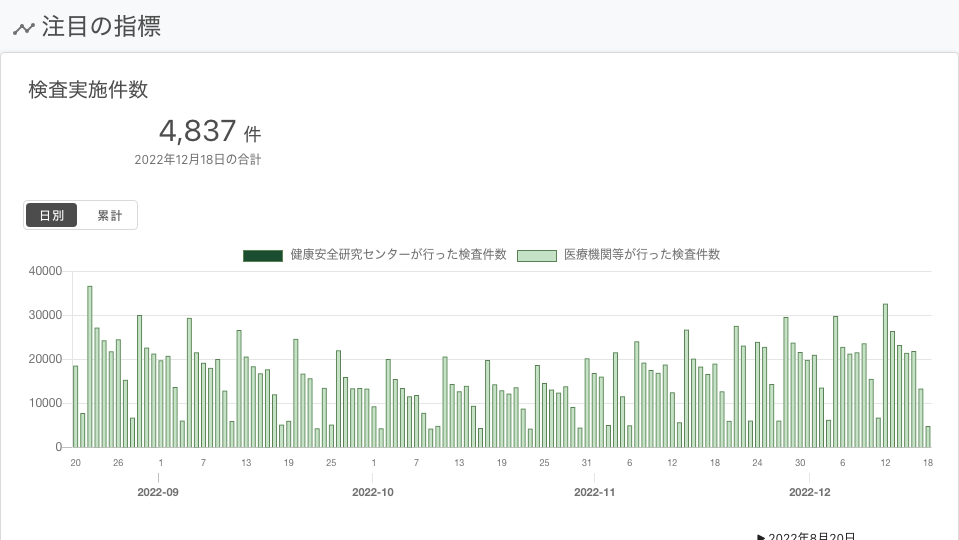 注目の指標
検査実施件数
4,837 件
2022年12月18日の合計
日別 累計
健康安全研究センターが行った検査件数 医療機関等が行った検査件数
40000
30000
20000
10000
0
20 26 1 7 13 19 25 1 7 13 19 25 31 6 12 18 24 30 6 12 18
2022-09 2022-10 2022-11 2022-12
▶ 2022年8月20日